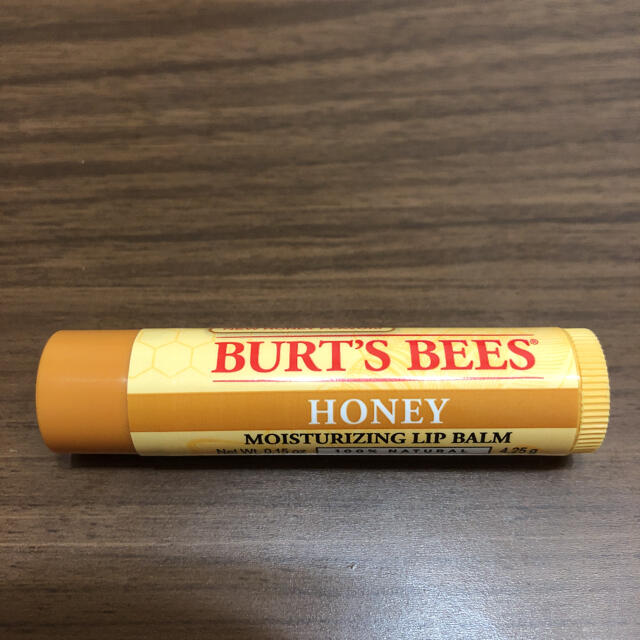 BURT'S BEES®
HONEY
MOISTURIZING LIP BALM
Net Wt. 0.15 oz 100% NATURAL 4.25 g